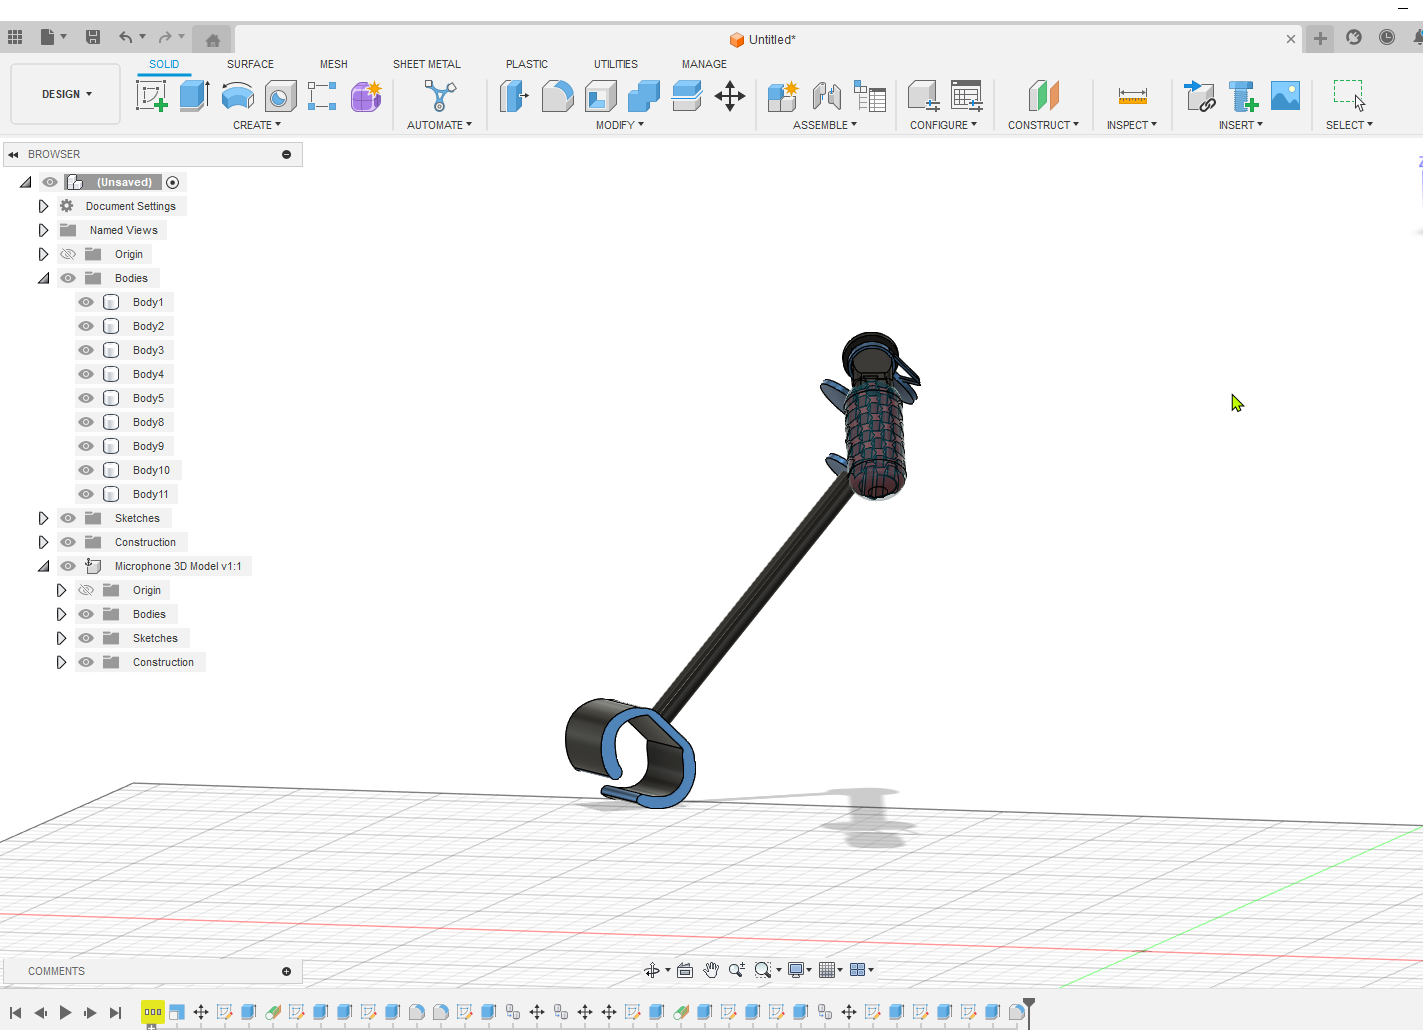 Untitled*
SOLID SURFACE MESH SHEET METAL PLASTIC UTILITIES MANAGE
DESIGN
CREATE AUTOMATE MODIFY ASSEMBLE CONFIGURE CONSTRUCT INSPECT INSERT SELECT
BROWSER
(Unsaved)
Document Settings
Named Views
Origin
Bodies
Body1
Body2
Body3
Body4
Body5
Body8
Body9
Body10
Body11
Sketches
Construction
Microphone 3D Model v1:1
Origin
Bodies
Sketches
Construction
Z
COMMENTS